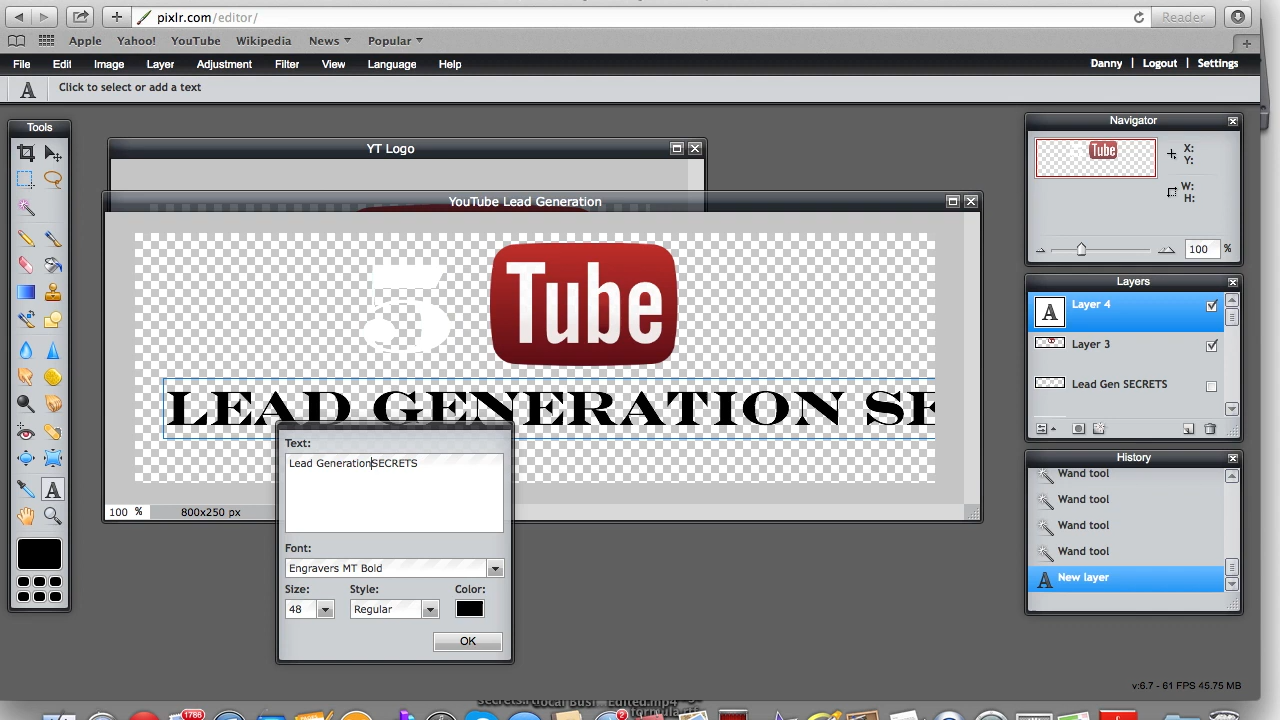 pixlr.com/editor/
Reader
Apple Yahoo! YouTube Wikipedia News Popular
File Edit Image Layer Adjustment Filter View Language Help
Danny | Logout | Settings
A Click to select or add a text
Tools
YT Logo
YouTube Lead Generation
5 Tube
LEAD GENERATION SE
Text:
Lead GenerationSECRETS
Font:
Engravers MT Bold
Size: Style: Color:
48 Regular
OK
100 % 800x250 px
Navigator
Tube
X:
Y:
W:
H:
100 %
Layers
A Layer 4
Layer 3
Lead Gen SECRETS
History
Wand tool
Wand tool
Wand tool
Wand tool
A New layer
v:6.7 - 61 FPS 45.75 MB
1786
2